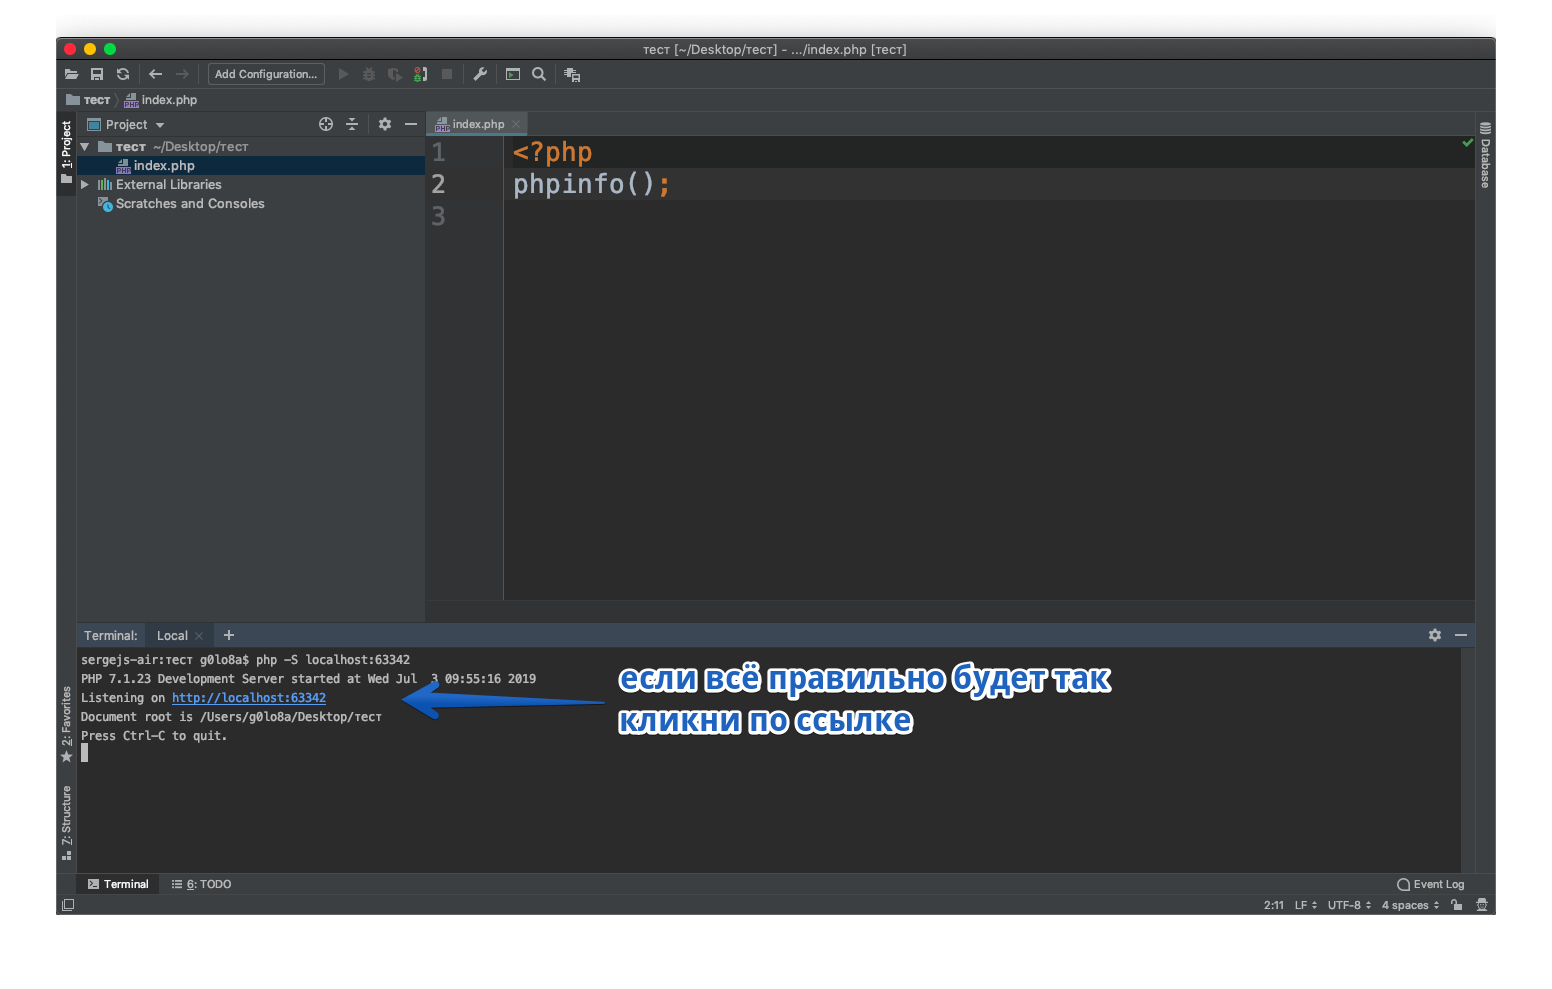 тест [~/Desktop/тест] - .../index.php [тест]
Add Configuration...
тест index.php
1: Project
Project
index.php
Database
тест ~/Desktop/тест
index.php
External Libraries
Scratches and Consoles
1 <?php
2 phpinfo();
3
2: Favorites
Z: Structure
Terminal: Local +
sergejs-air:тест g0lo8a$ php -S localhost:63342
PHP 7.1.23 Development Server started at Wed Jul  3 09:55:16 2019
Listening on http://localhost:63342
Document root is /Users/g0lo8a/Desktop/тест
Press Ctrl-C to quit.
если всё правильно будет так
кликни по ссылке
Terminal 6: TODO Event Log
2:11 LF UTF-8 4 spaces